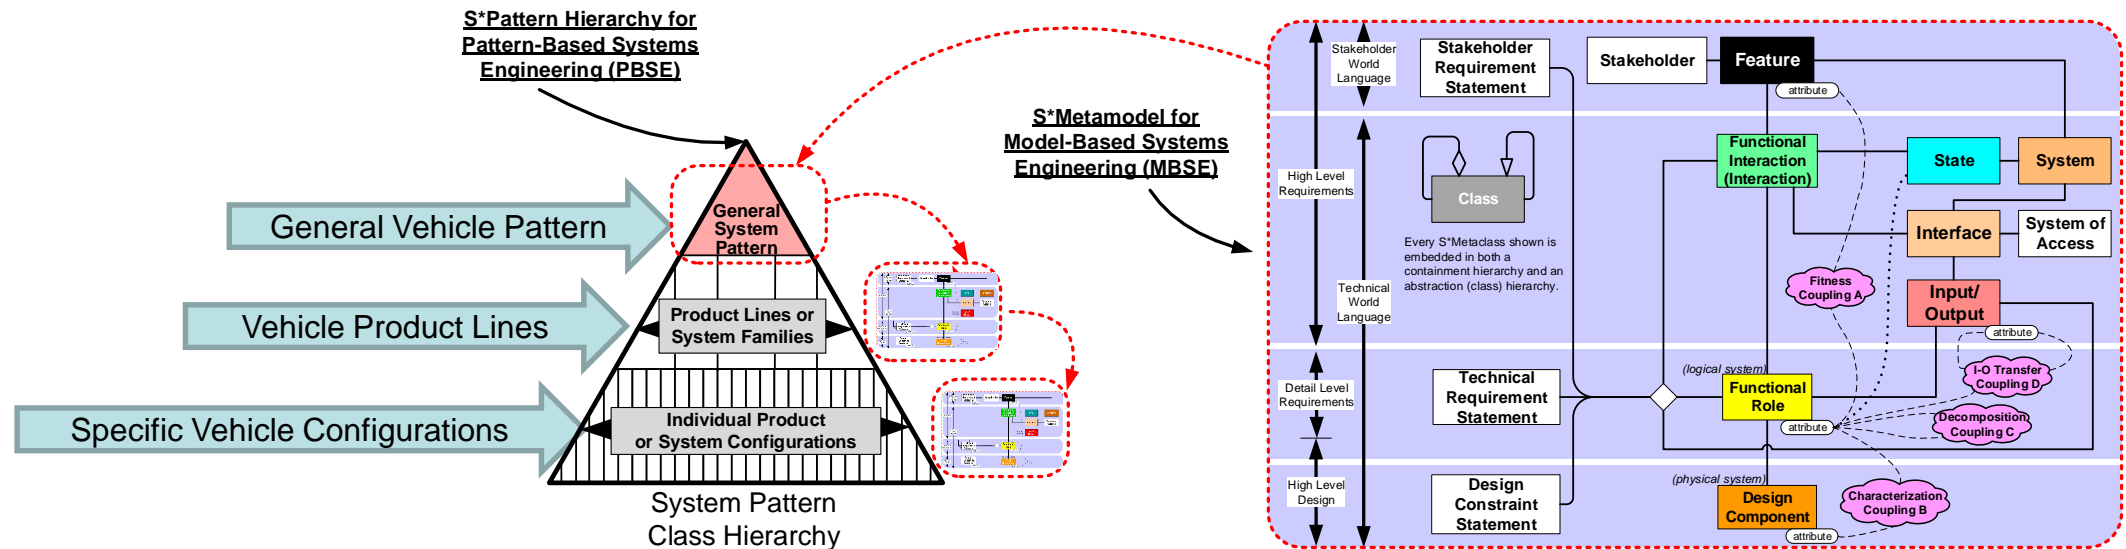 S*Pattern Hierarchy for
Pattern-Based Systems
Engineering (PBSE)
General Vehicle Pattern
Vehicle Product Lines
Specific Vehicle Configurations
General
System
Pattern
Product Lines or
System Families
Individual Product
or System Configurations
System Pattern
Class Hierarchy
S*Metamodel for
Model-Based Systems
Engineering (MBSE)
Stakeholder
World
Language
High Level
Requirements
Technical
World
Language
Detail Level
Requirements
High Level
Design
Stakeholder
Requirement
Statement
Stakeholder
Feature
attribute
Class
Every S*Metaclass shown is
embedded in both a
containment hierarchy and an
abstraction (class) hierarchy.
Functional
Interaction
(Interaction)
State
System
Interface
System of
Access
Fitness
Coupling A
Input/
Output
attribute
Technical
Requirement
Statement
(logical system)
Functional
Role
attribute
I-O Transfer
Coupling D
Decomposition
Coupling C
Design
Constraint
Statement
(physical system)
Design
Component
attribute
Characterization
Coupling B